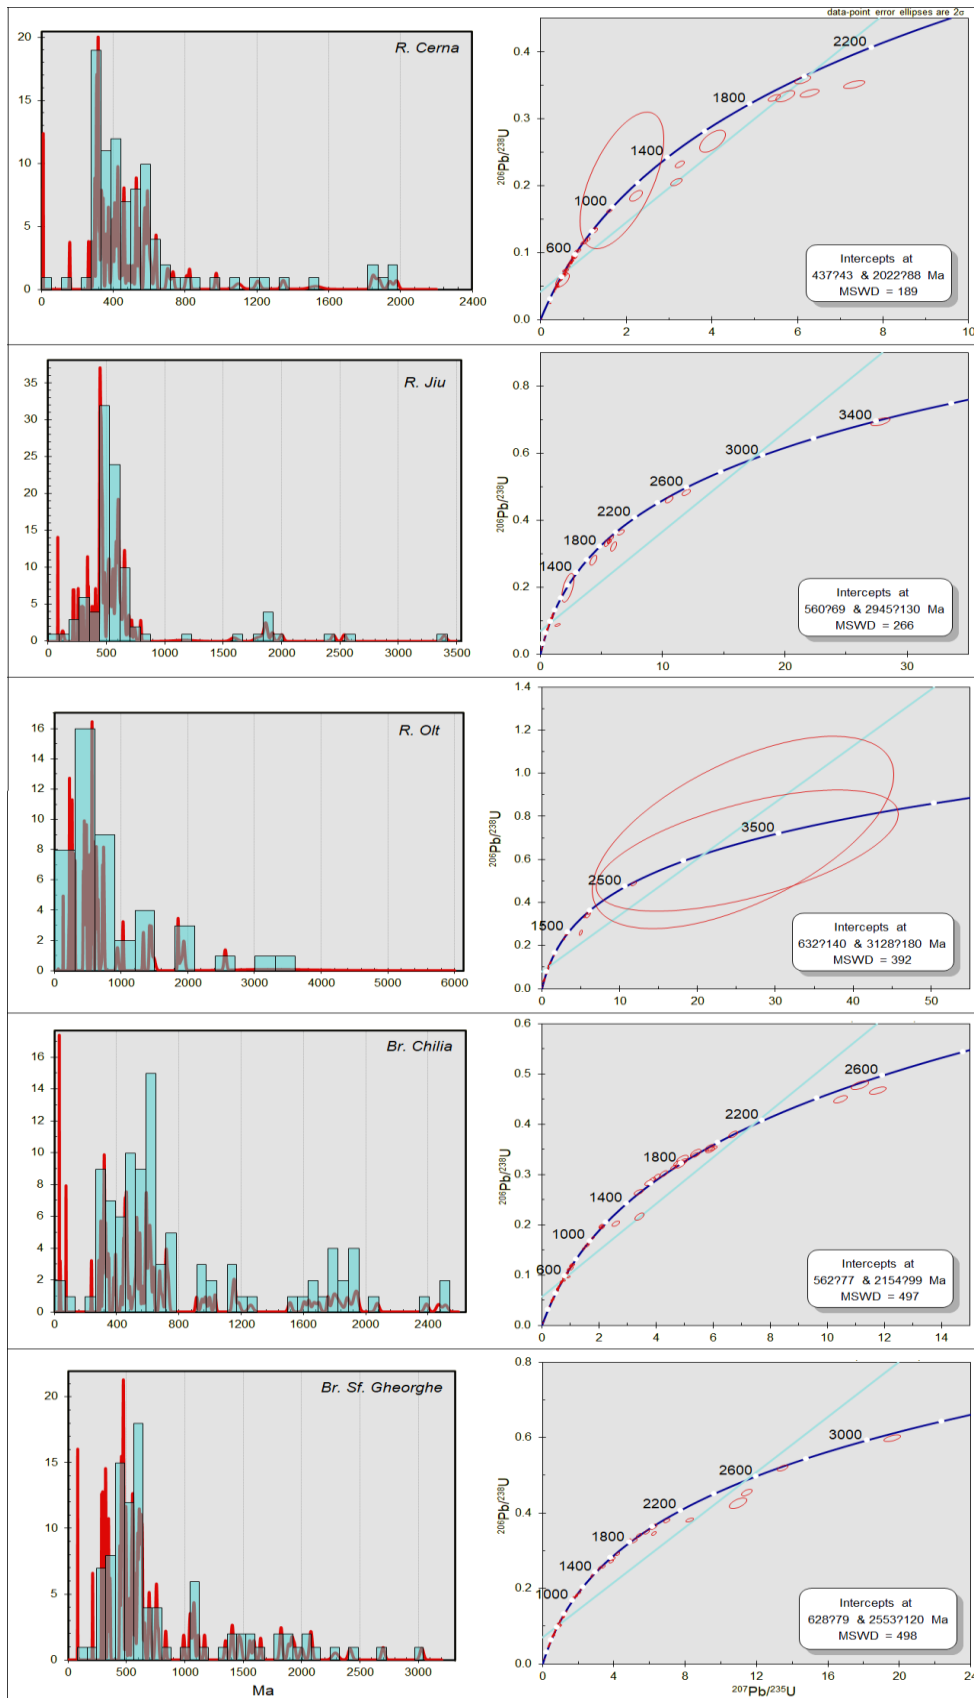 data-point error ellipses are 2σ
R. Cerna
20
15
10
5
0
0 400 800 1200 1600 2000 2400
206Pb/238U
0.4
0.3
0.2
0.1
0.0
0 2 4 6 8 10
600
1000
1400
1800
2200
Intercepts at
437?43 & 2022?88 Ma
MSWD = 189
R. Jiu
35
30
25
20
15
10
5
0
0 500 1000 1500 2000 2500 3000 3500
206Pb/238U
0.8
0.6
0.4
0.2
0.0
0 10 20 30
1400
1800
2200
2600
3000
3400
Intercepts at
560?69 & 2945?130 Ma
MSWD = 266
R. Olt
16
14
12
10
8
6
4
2
0
0 1000 2000 3000 4000 5000 6000
206Pb/238U
1.4
1.2
1.0
0.8
0.6
0.4
0.2
0.0
0 10 20 30 40 50
1500
2500
3500
Intercepts at
632?140 & 3128?180 Ma
MSWD = 392
Br. Chilia
16
14
12
10
8
6
4
2
0
0 400 800 1200 1600 2000 2400
206Pb/238U
0.6
0.5
0.4
0.3
0.2
0.1
0.0
0 2 4 6 8 10 12 14
600
1000
1400
1800
2200
2600
Intercepts at
562?77 & 2154?99 Ma
MSWD = 497
Br. Sf. Gheorghe
20
15
10
5
0
0 500 1000 1500 2000 2500 3000
Ma
206Pb/238U
0.8
0.6
0.4
0.2
0.0
0 4 8 12 16 20 24
1000
1400
1800
2200
2600
3000
Intercepts at
628?79 & 2553?120 Ma
MSWD = 498
207Pb/235U